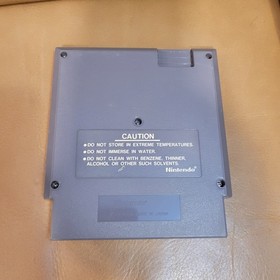 CAUTION
•DO NOT STORE IN EXTREME TEMPERATURES.
•DO NOT IMMERSE IN WATER.
•DO NOT CLEAN WITH BENZENE, THINNER,
ALCOHOL OR OTHER SUCH SOLVENTS.
Nintendo